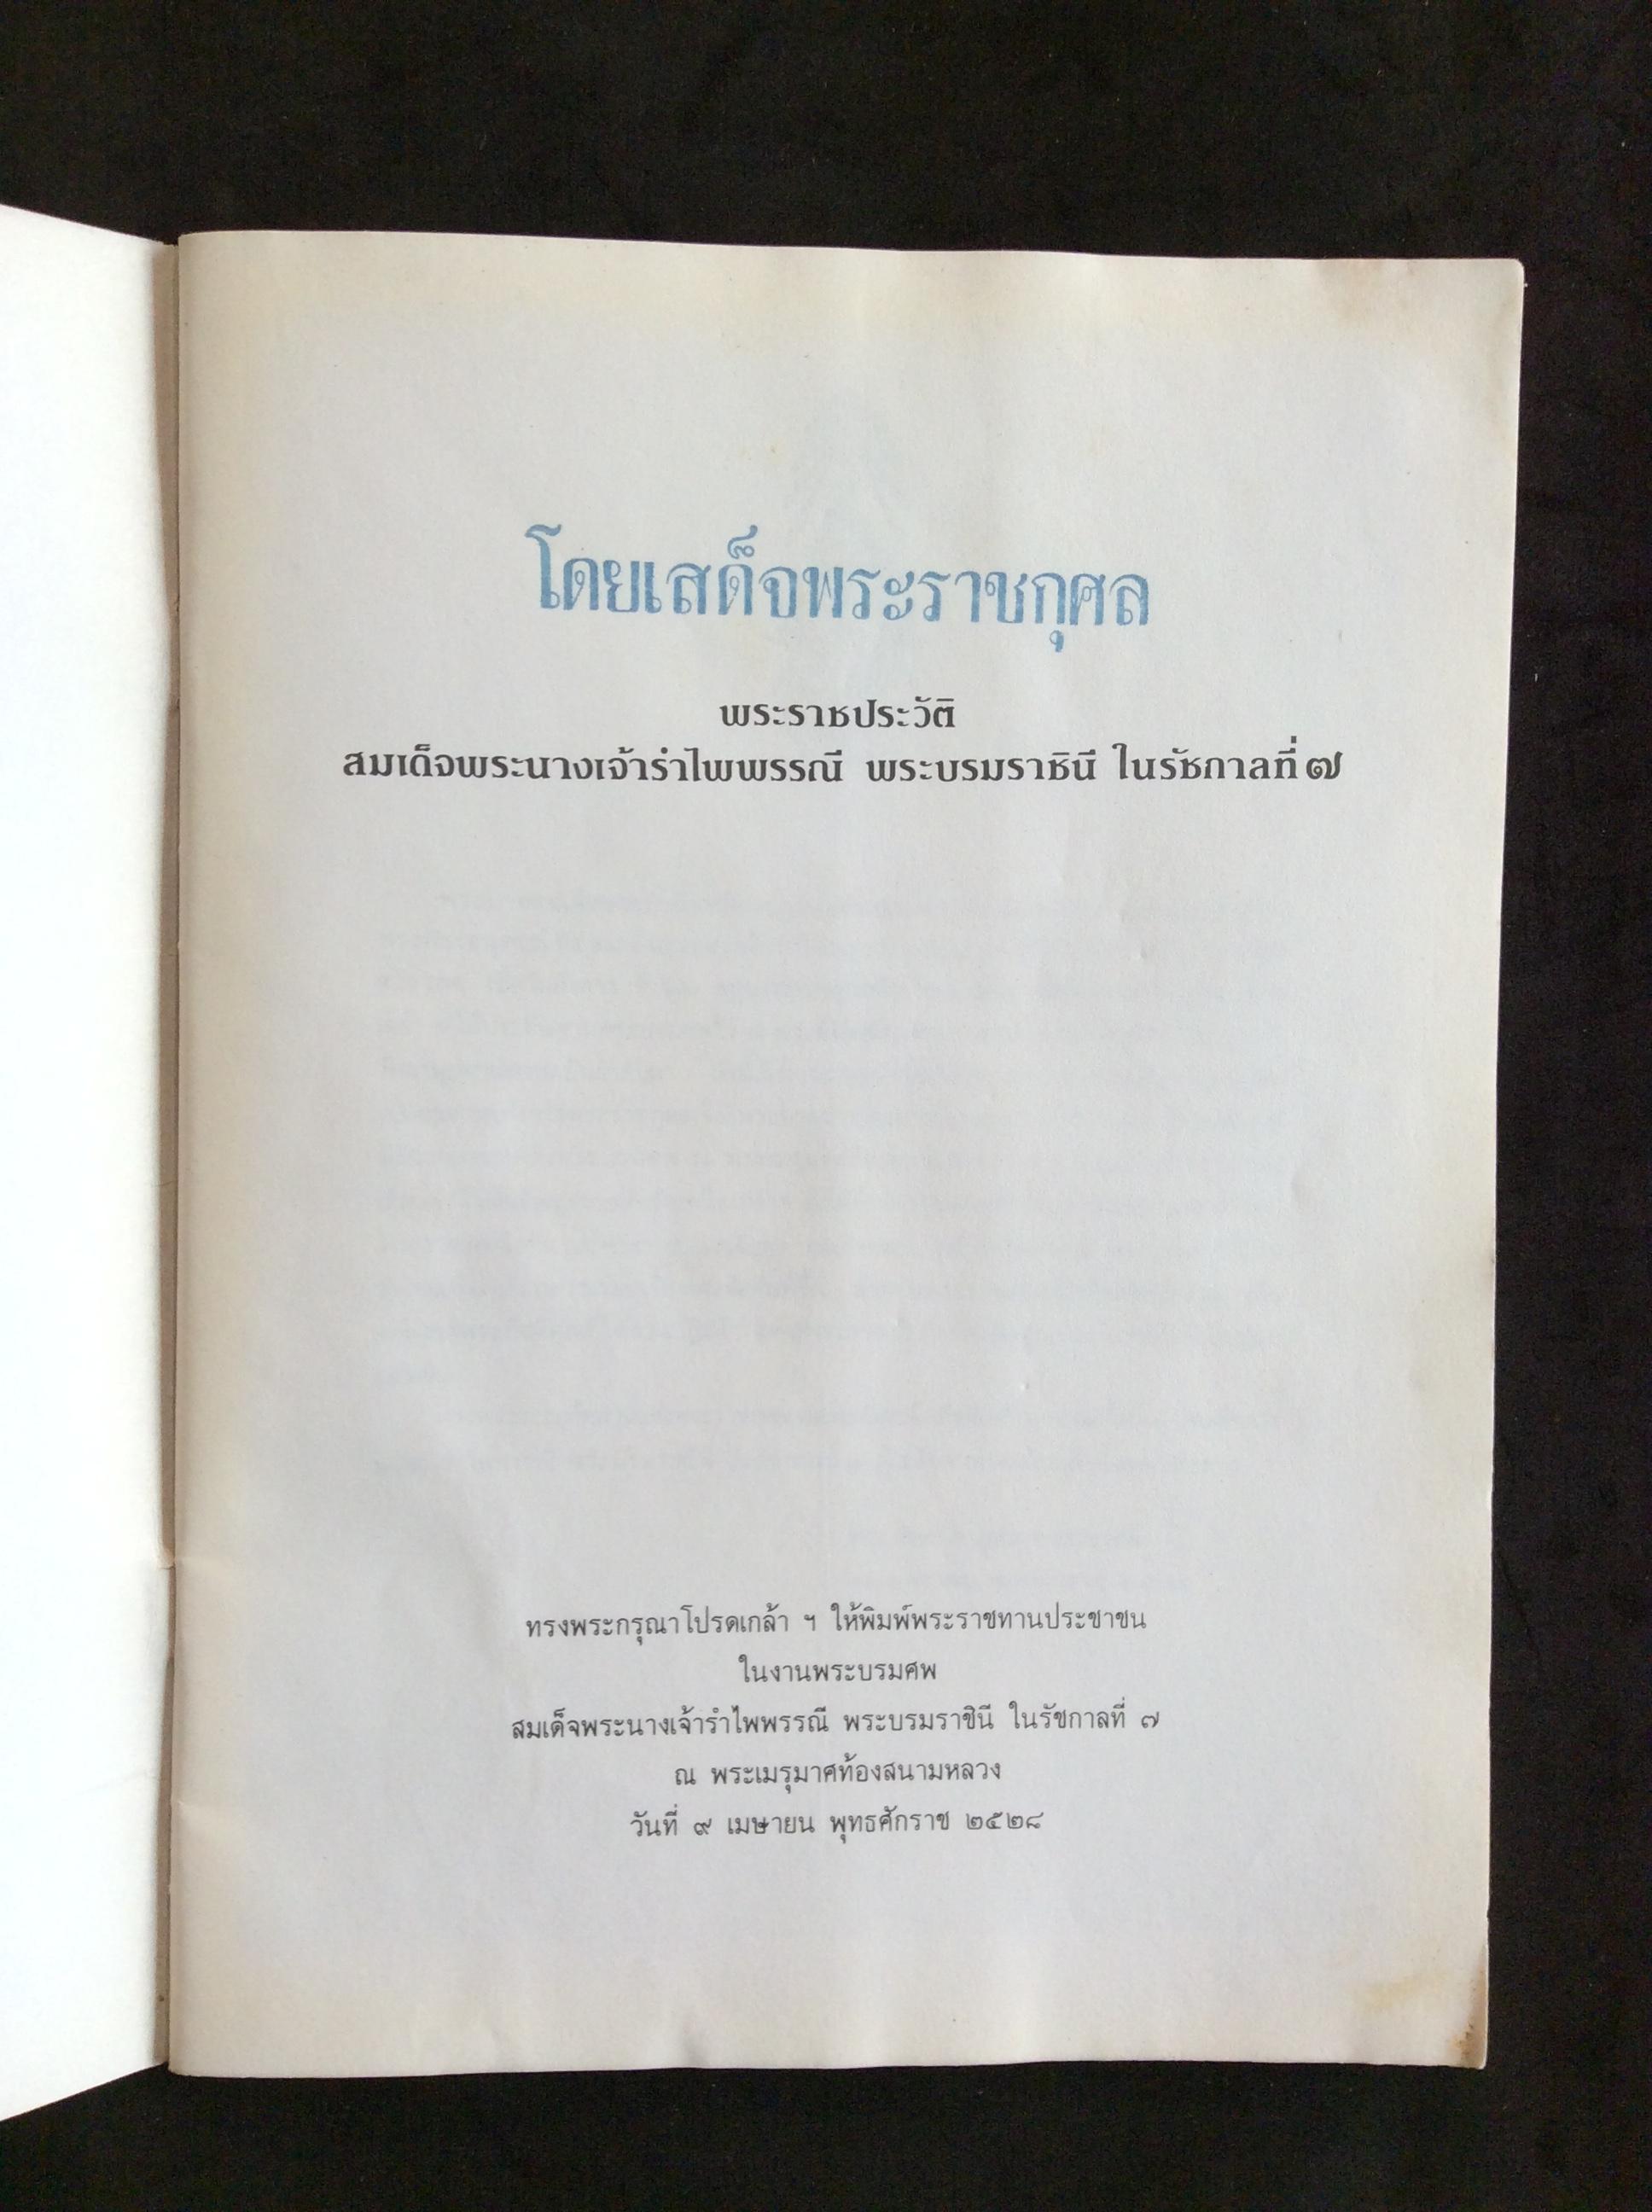 โดยเสด็จพระราชกุศล
พระราชประวัติ
สมเด็จพระนางเจ้ารำไพพรรณี พระบรมราชินี ในรัชกาลที่ ๗
ทรงพระกรุณาโปรดเกล้า ฯ ให้พิมพ์พระราชทานประชาชน
ในงานพระบรมศพ
สมเด็จพระนางเจ้ารำไพพรรณี พระบรมราชินี ในรัชกาลที่ ๗
ณ พระเมรุมาศท้องสนามหลวง
วันที่ ๙ เมษายน พุทธศักราช ๒๕๒๘